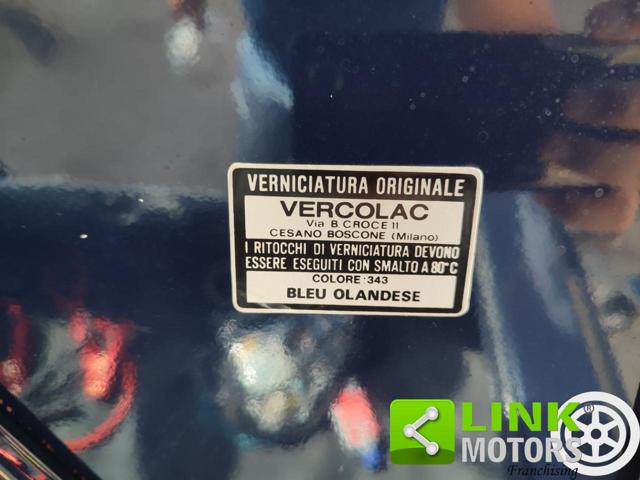 VERNICIATURA ORIGINALE
VERCOLAC
Via B. CROCE 11
CESANO BOSCONE (Milano)
I RITOCCHI DI VERNICIATURA DEVONO
ESSERE ESEGUITI CON SMALTO A 80°C
COLORE 343
BLEU OLANDESE
LINK
MOTORS
Franchising